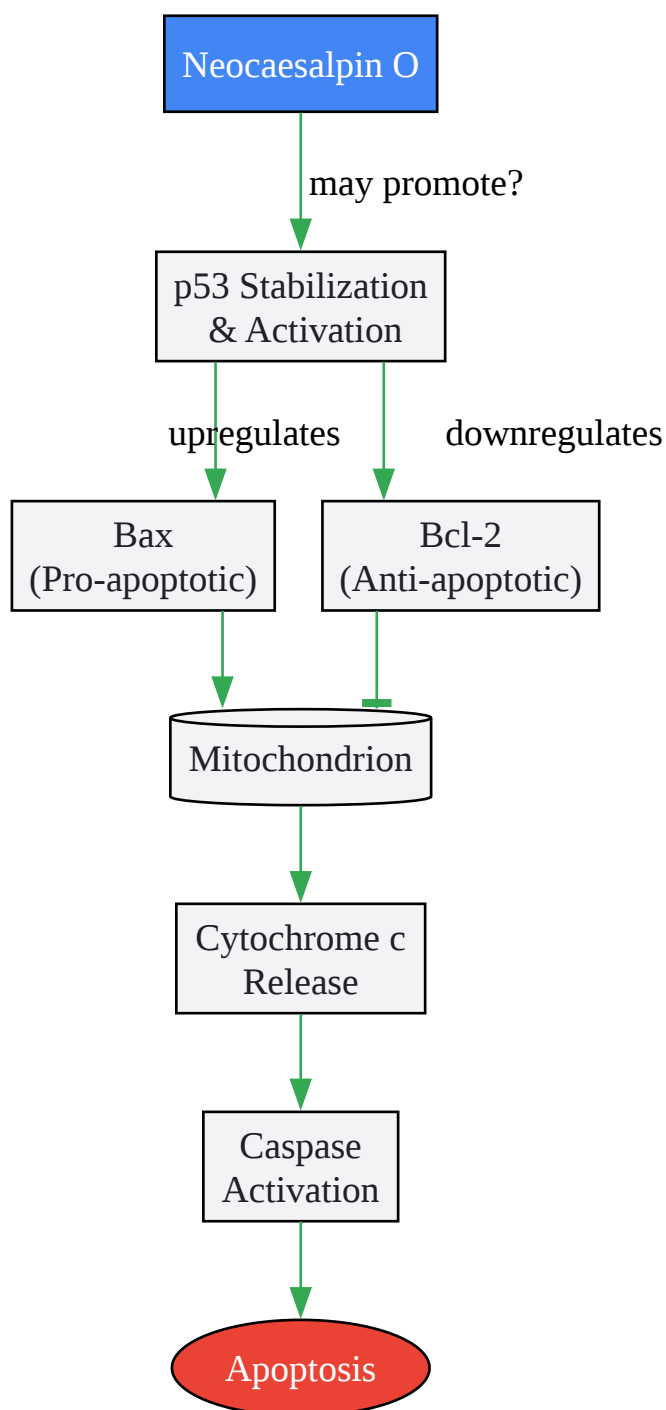 Neocaesalpin O
may promote?
p53 Stabilization
& Activation
upregulates
downregulates
Bax
(Pro-apoptotic)
Bcl-2
(Anti-apoptotic)
Mitochondrion
Cytochrome c
Release
Caspase
Activation
Apoptosis